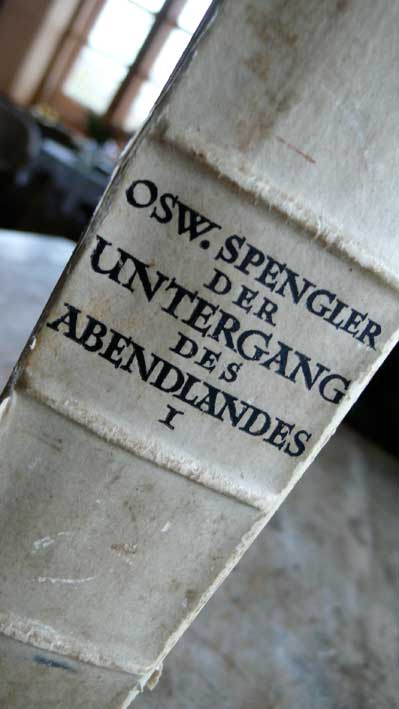 OSW. SPENGLER
DER
UNTERGANG
DES
ABENDLANDES
I